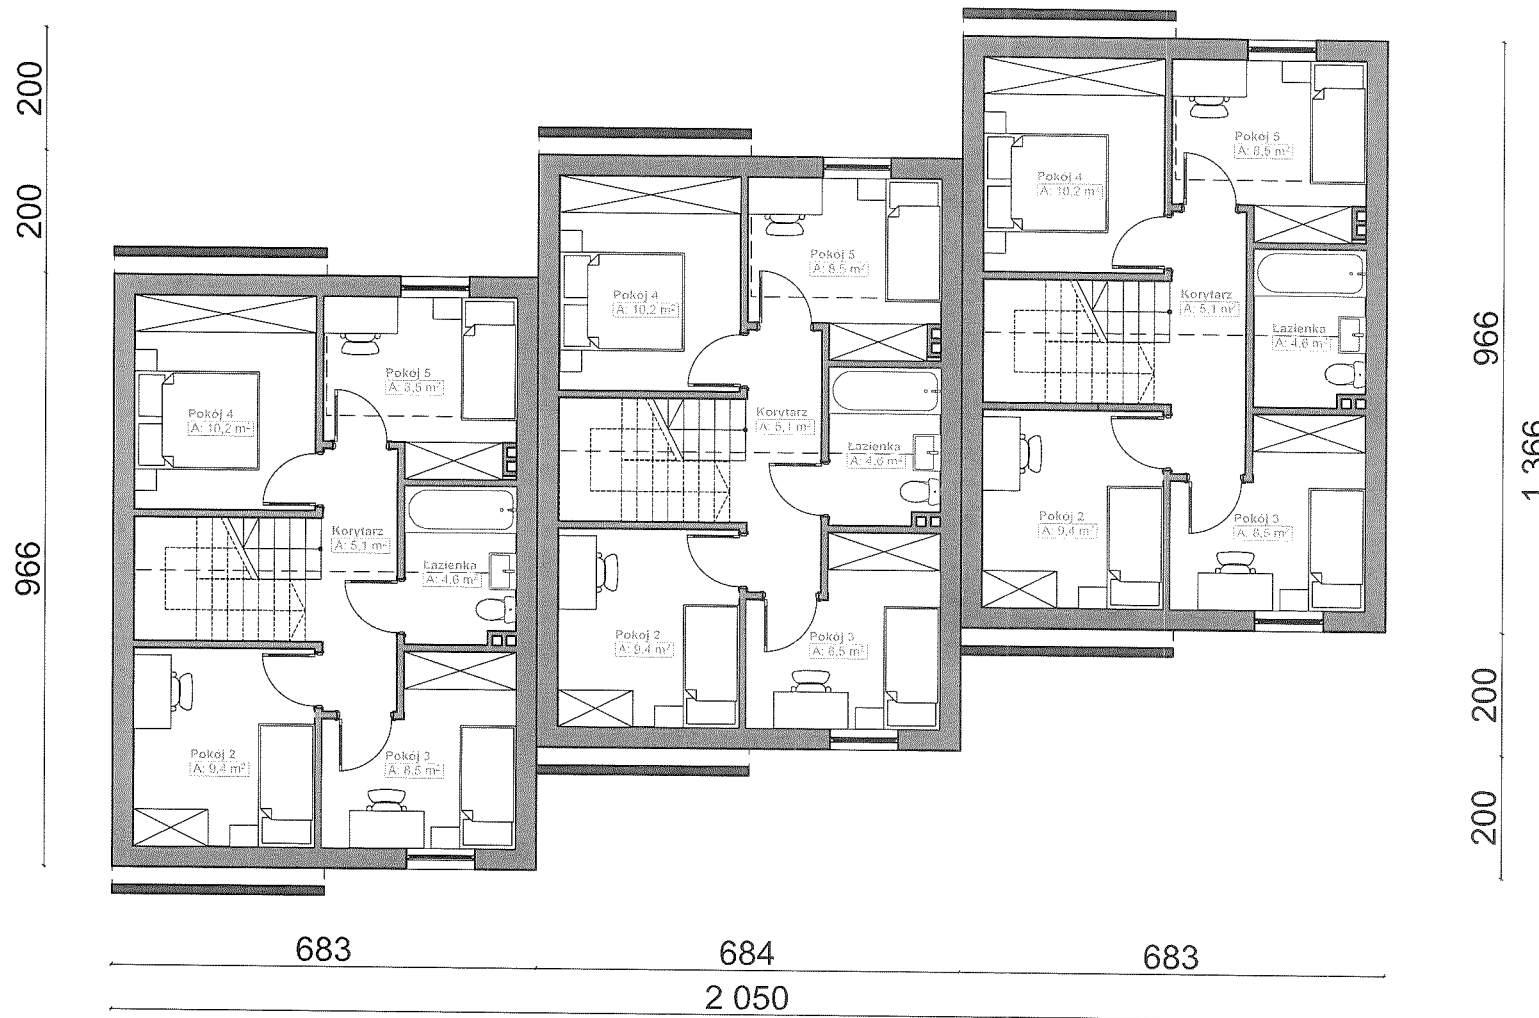 200
200
966
Pokój 4
A: 10,2 m²
Pokój 5
A: 8,5 m²
Korytarz
A: 5,1 m²
Łazienka
A: 4,6 m²
Pokój 2
A: 9,4 m²
Pokój 3
A: 8,5 m²
Pokój 4
A: 10,2 m²
Pokój 5
A: 8,5 m²
Korytarz
A: 5,1 m²
Łazienka
A: 4,6 m²
Pokój 2
A: 9,4 m²
Pokój 3
A: 8,5 m²
Pokój 4
A: 10,2 m²
Pokój 5
A: 8,5 m²
Korytarz
A: 5,1 m²
Łazienka
A: 4,6 m²
Pokój 2
A: 9,4 m²
Pokój 3
A: 8,5 m²
966
200
200
1 366
683
684
683
2 050